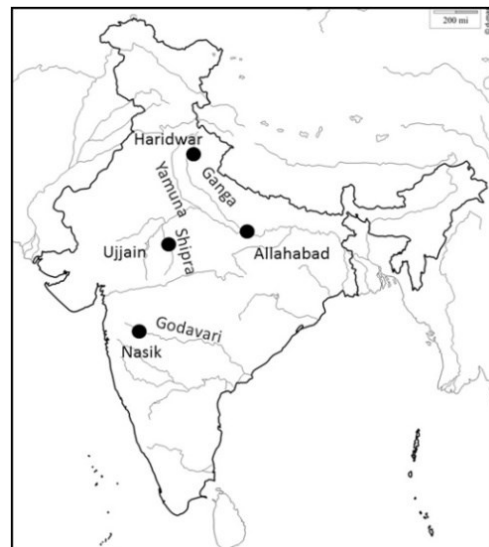 200 mi
Haridwar
Yamuna
Ganga
Ujjain
Shipra
Allahabad
Godavari
Nasik